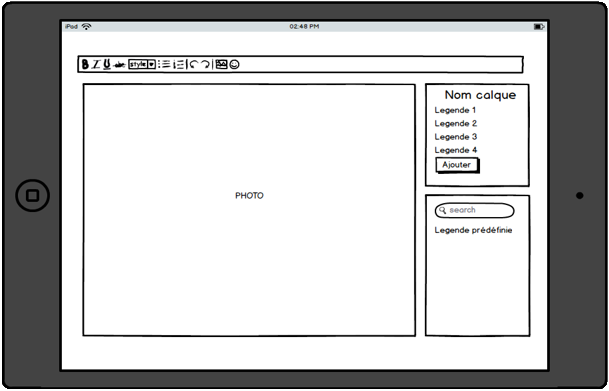 iPod 02:48 PM
B I U abc style
PHOTO
Nom calque
Legende 1
Legende 2
Legende 3
Legende 4
Ajouter
search
Legende prédéfinie